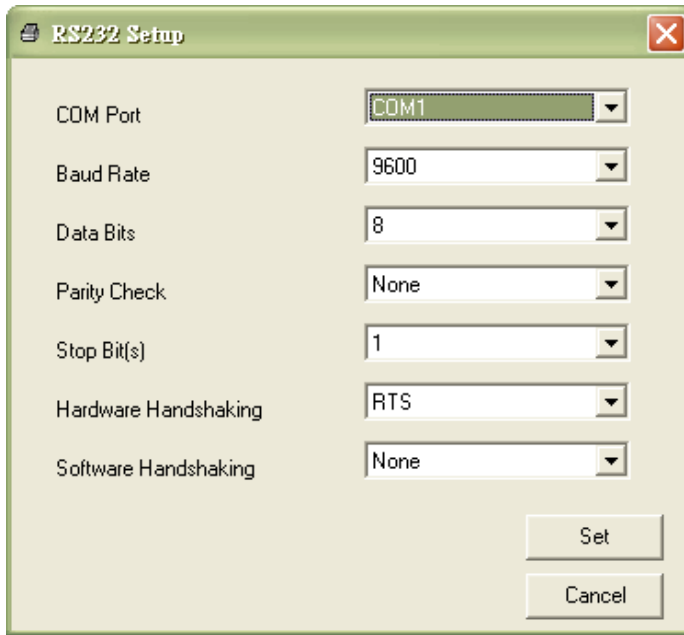 RS232 Setup
COM Port COM1
Baud Rate 9600
Data Bits 8
Parity Check None
Stop Bit(s) 1
Hardware Handshaking RTS
Software Handshaking None
Set
Cancel